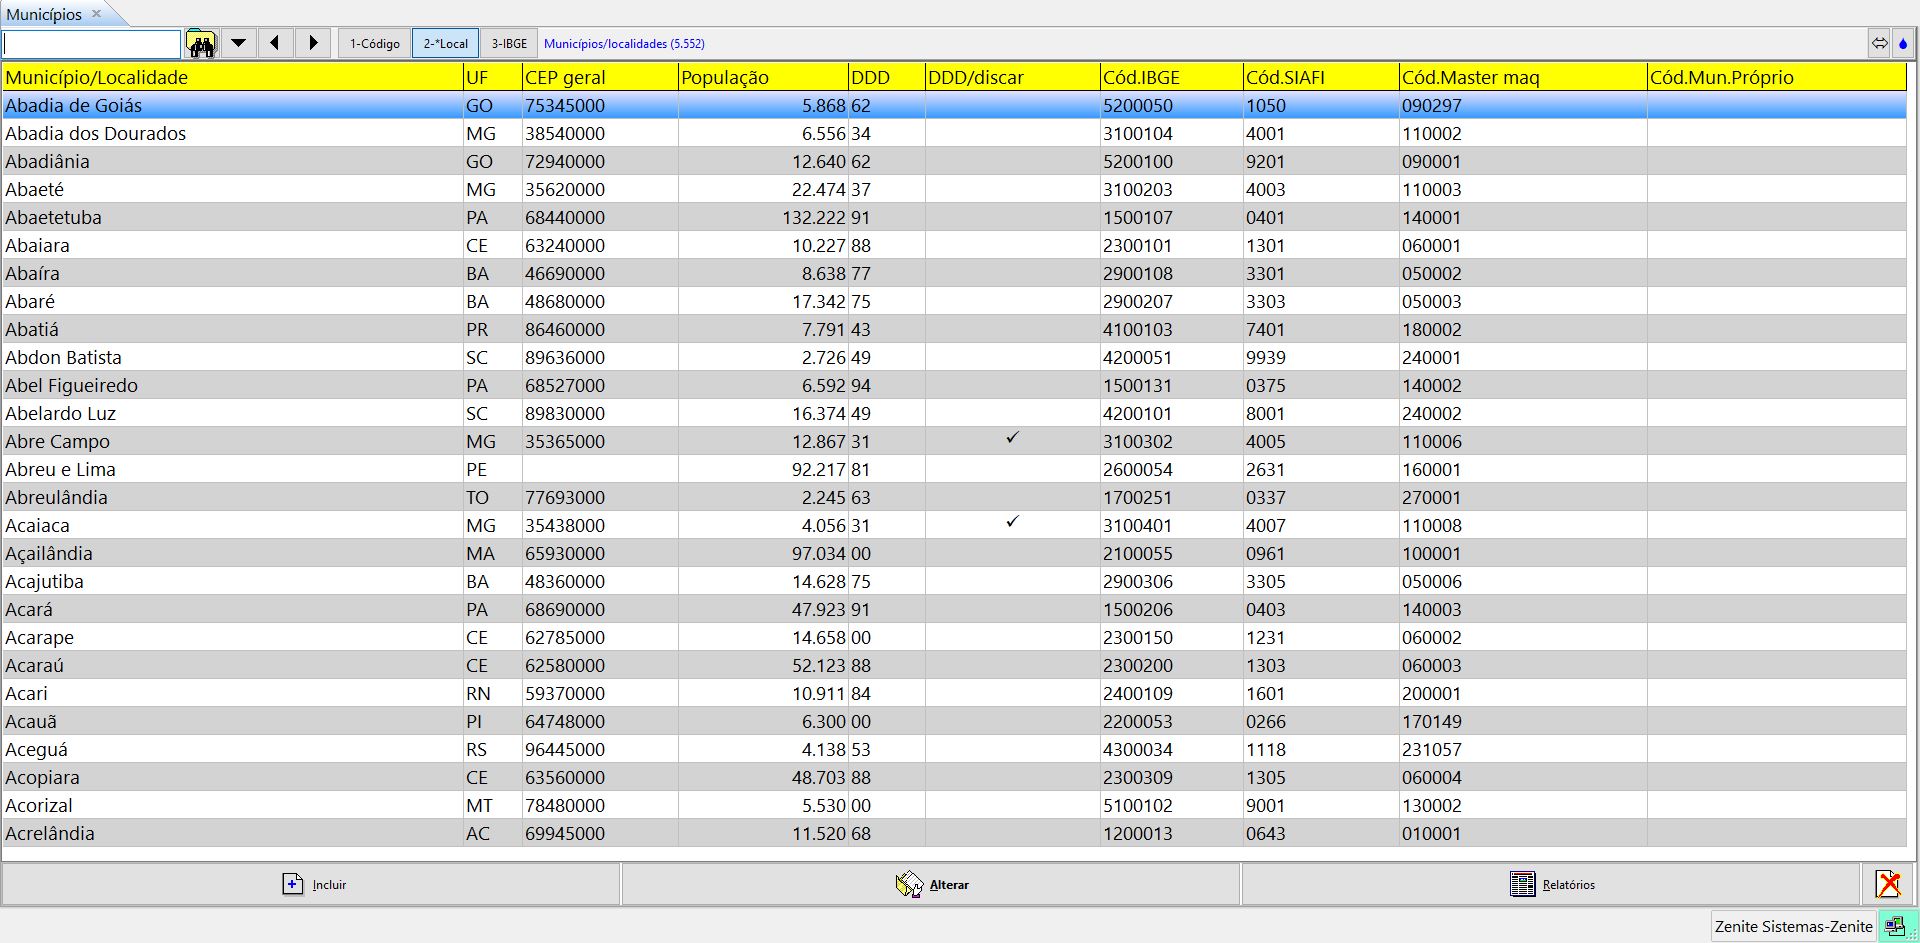 Municípios
1-Código 2-*Local 3-IBGE Municípios/localidades (5.552)
Município/Localidade UF CEP geral População DDD DDD/discar Cód.IBGE Cód.SIAFI Cód.Master maq Cód.Mun.Próprio
Abadia de Goiás GO 75345000 5.868 62 5200050 1050 090297
Abadia dos Dourados MG 38540000 6.556 34 3100104 4001 110002
Abadiânia GO 72940000 12.640 62 5200100 9201 090001
Abaeté MG 35620000 22.474 37 3100203 4003 110003
Abaetetuba PA 68440000 132.222 91 1500107 0401 140001
Abaiara CE 63240000 10.227 88 2300101 1301 060001
Abaíra BA 46690000 8.638 77 2900108 3301 050002
Abaré BA 48680000 17.342 75 2900207 3303 050003
Abatiá PR 86460000 7.791 43 4100103 7401 180002
Abdon Batista SC 89636000 2.726 49 4200051 9939 240001
Abel Figueiredo PA 68527000 6.592 94 1500131 0375 140002
Abelardo Luz SC 89830000 16.374 49 4200101 8001 240002
Abre Campo MG 35365000 12.867 31 ✓ 3100302 4005 110006
Abreu e Lima PE 92.217 81 2600054 2631 160001
Abreulândia TO 77693000 2.245 63 1700251 0337 270001
Acaiaca MG 35438000 4.056 31 ✓ 3100401 4007 110008
Açailândia MA 65930000 97.034 00 2100055 0961 100001
Acajutiba BA 48360000 14.628 75 2900306 3305 050006
Acará PA 68690000 47.923 91 1500206 0403 140003
Acarape CE 62785000 14.658 00 2300150 1231 060002
Acaraú CE 62580000 52.123 88 2300200 1303 060003
Acari RN 59370000 10.911 84 2400109 1601 200001
Acauã PI 64748000 6.300 00 2200053 0266 170149
Aceguá RS 96445000 4.138 53 4300034 1118 231057
Acopiara CE 63560000 48.703 88 2300309 1305 060004
Acorizal MT 78480000 5.530 00 5100102 9001 130002
Acrelândia AC 69945000 11.520 68 1200013 0643 010001
Incluir Alterar Relatórios
Zenite Sistemas-Zenite